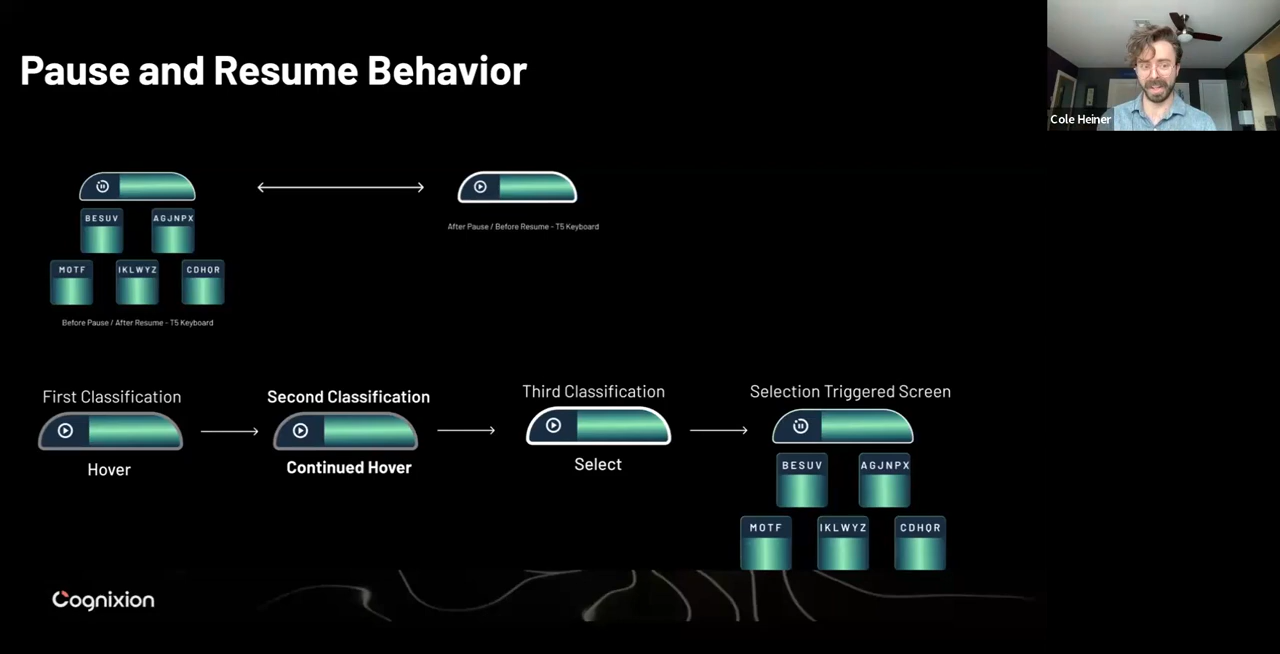 Pause and Resume Behavior
Cole Heiner
BESUV
AGJNPX
MOTF
IKLWYZ
CDHQR
Before Pause / After Resume - T5 Keyboard
After Pause / Before Resume - T5 Keyboard
First Classification
Hover
Second Classification
Continued Hover
Third Classification
Select
Selection Triggered Screen
BESUV
AGJNPX
MOTF
IKLWYZ
CDHQR
Cognixion